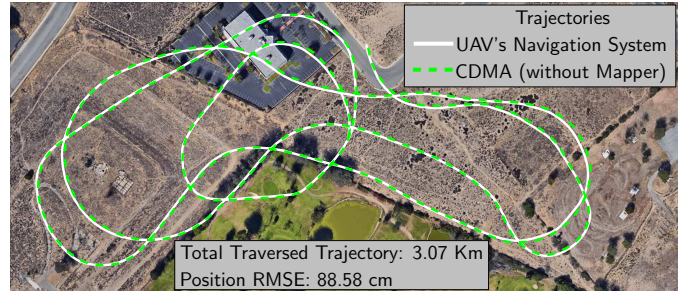 Trajectories
UAV's Navigation System
CDMA (without Mapper)
Total Traversed Trajectory: 3.07 Km
Position RMSE: 88.58 cm